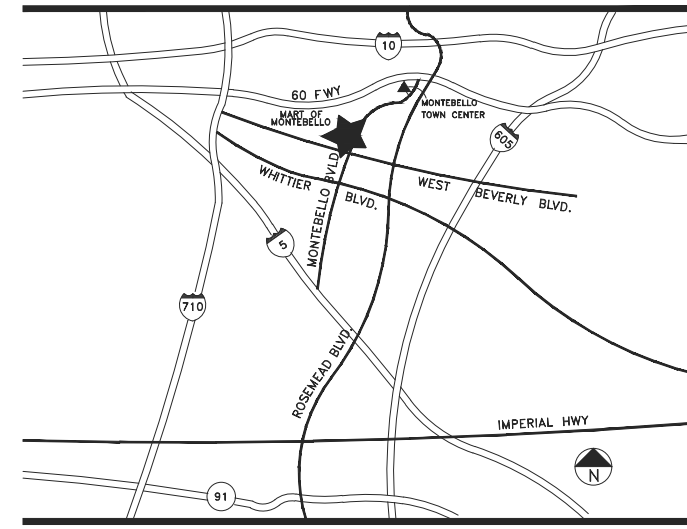 10
60 FWY
MART OF
MONTEBELLO
MONTEBELLO
TOWN CENTER
605
WHITTIER BLVD.
MONTEBELLO BVLD.
WEST BEVERLY BLVD.
5
710
ROSEMEAD BLVD.
IMPERIAL HWY
N
91